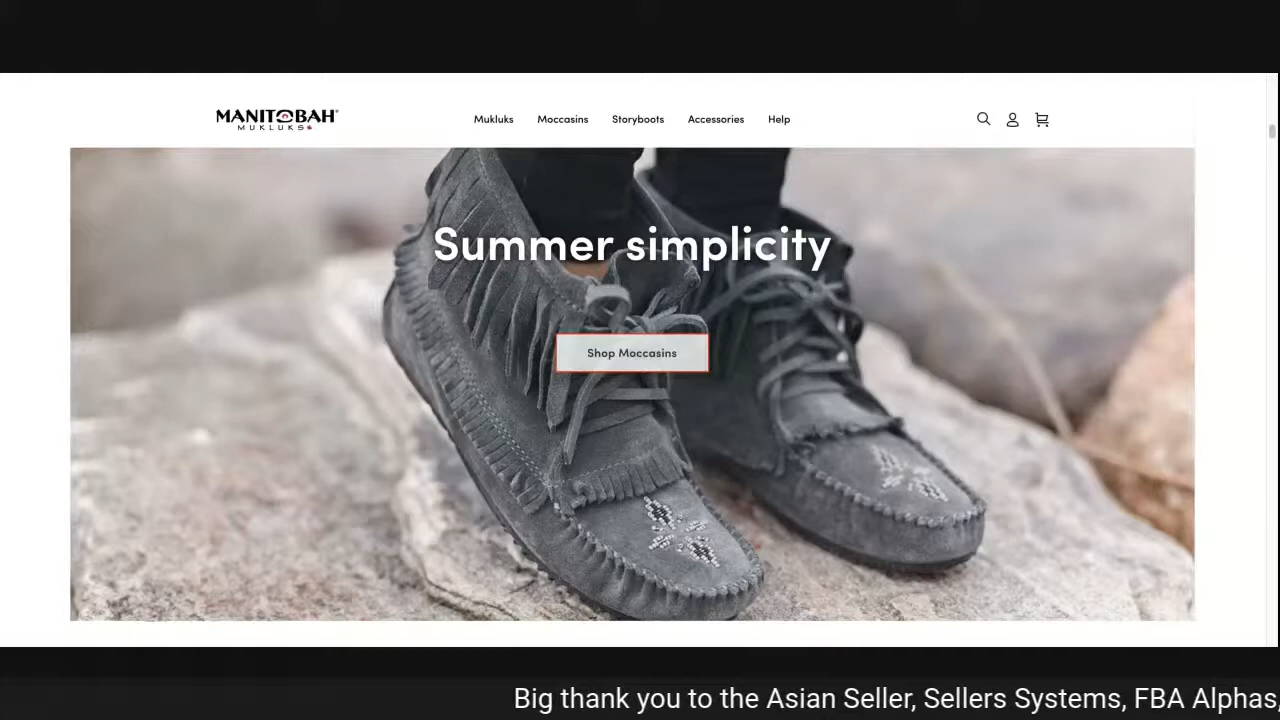 MANITOBAH
MUKLUKS
Mukluks Moccasins Storyboots Accessories Help
Summer simplicity
Shop Moccasins
Big thank you to the Asian Seller, Sellers Systems, FBA Alphas,